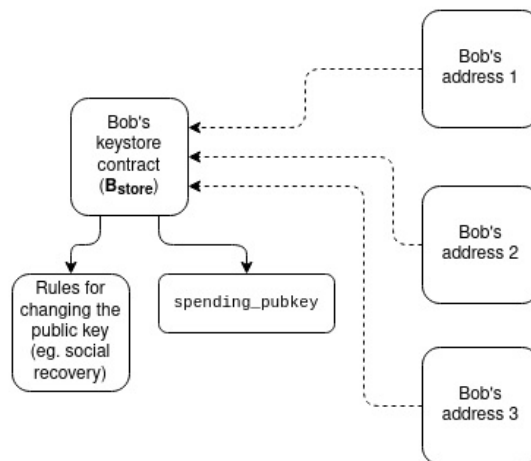 Bob's
address 1
Bob's
keystore
contract
(Bstore)
Bob's
address 2
Rules for
changing the
public key
(eg. social
recovery)
spending_pubkey
Bob's
address 3